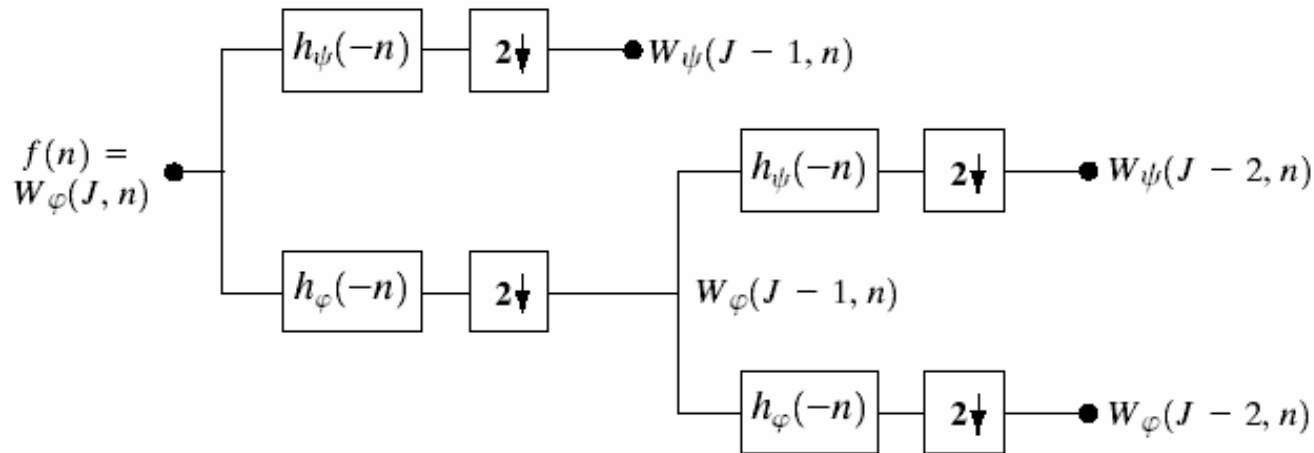 h_ψ(−n)
2↓
W_ψ(J − 1, n)
f(n) =
W_φ(J, n)
h_ψ(−n)
2↓
W_ψ(J − 2, n)
h_φ(−n)
2↓
W_φ(J − 1, n)
h_φ(−n)
2↓
W_φ(J − 2, n)